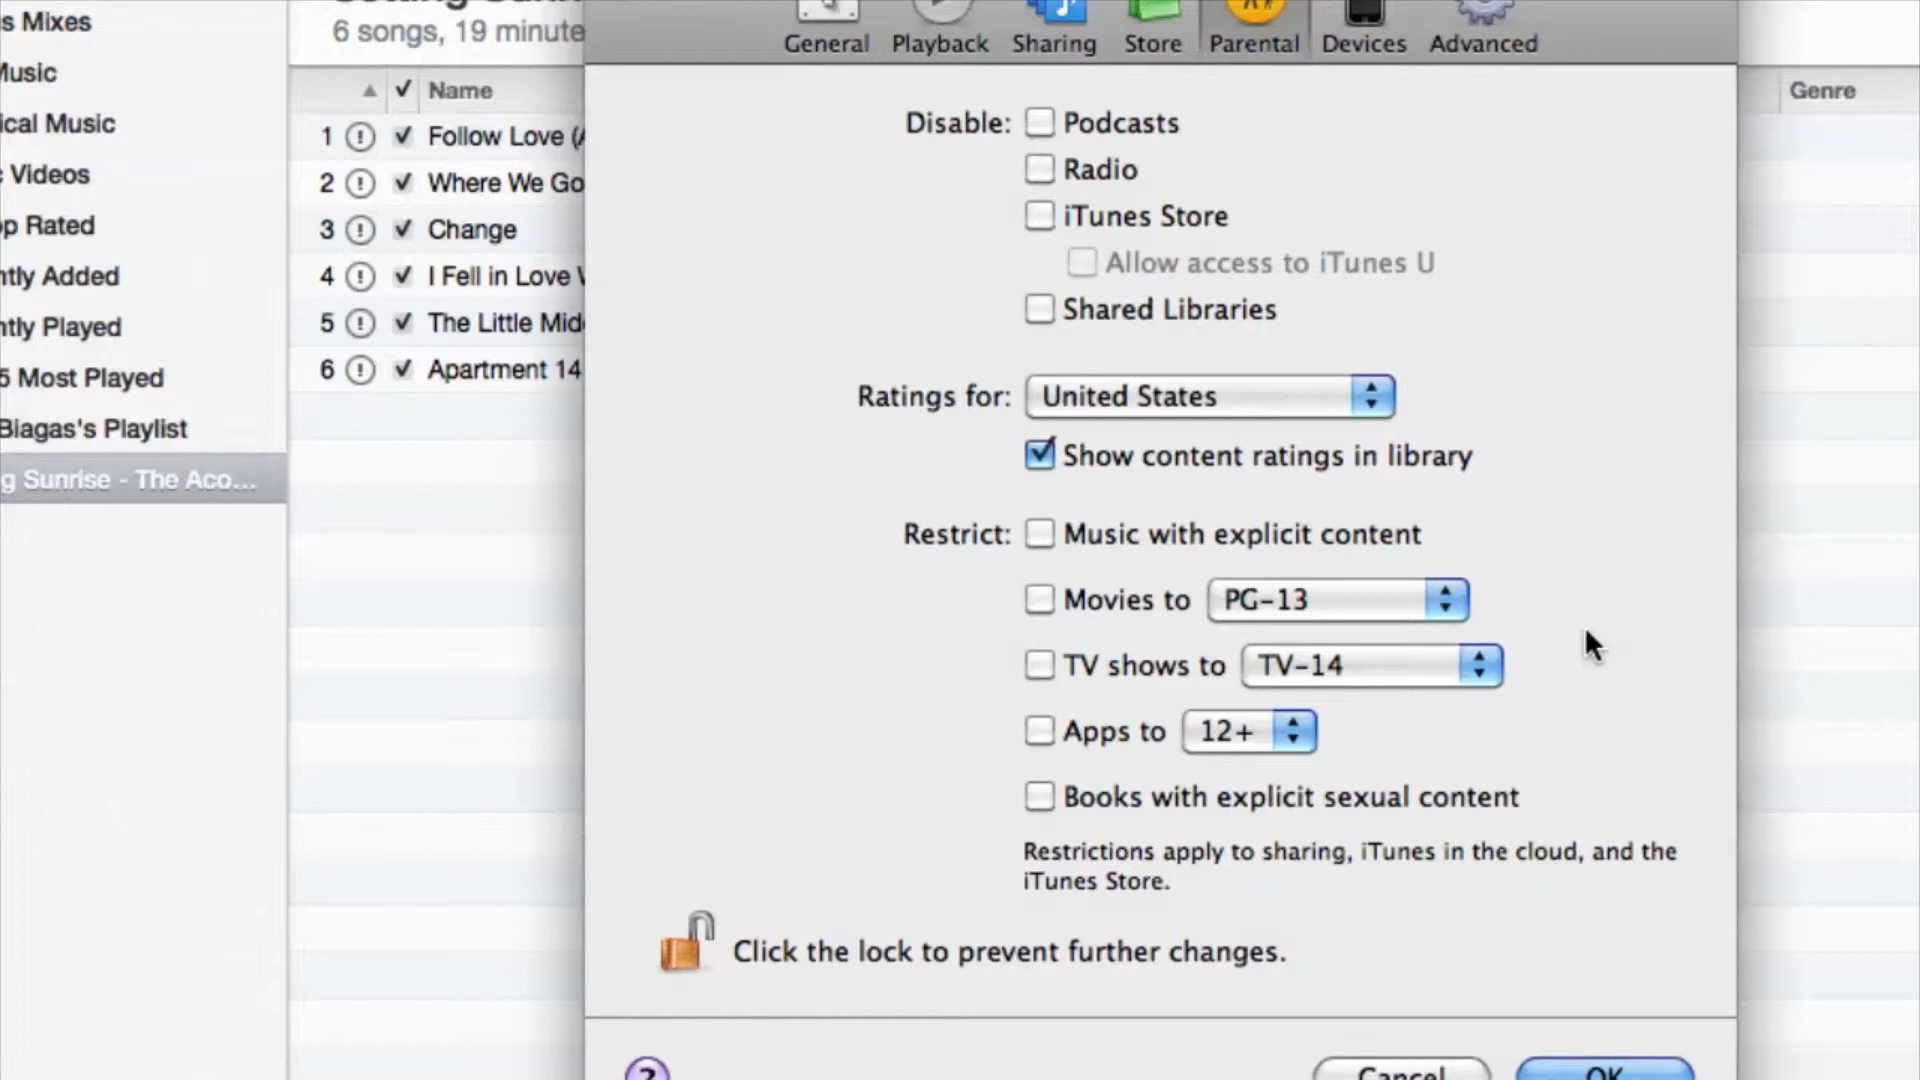 s Mixes
Music
ical Music
c Videos
op Rated
ntly Added
ntly Played
5 Most Played
Biagas's Playlist
g Sunrise - The Aco...
6 songs, 19 minute
✓ Name
1 ✓ Follow Love (A
2 ✓ Where We Go
3 ✓ Change
4 ✓ I Fell in Love W
5 ✓ The Little Mid
6 ✓ Apartment 14
General Playback Sharing Store Parental Devices Advanced
Genre
Disable: Podcasts
Radio
iTunes Store
Allow access to iTunes U
Shared Libraries
Ratings for: United States
Show content ratings in library
Restrict: Music with explicit content
Movies to PG-13
TV shows to TV-14
Apps to 12+
Books with explicit sexual content
Restrictions apply to sharing, iTunes in the cloud, and the
iTunes Store.
Click the lock to prevent further changes.
?
Cancel OK